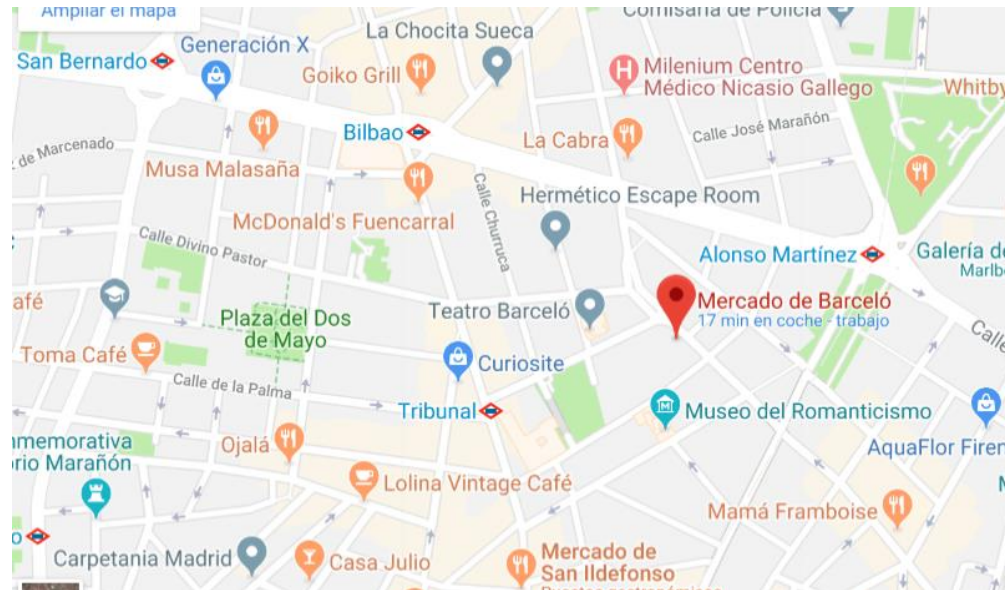 Ampliar el mapa
Comisaría de Policía
La Chocita Sueca
Generación X
San Bernardo
Goiko Grill
Milenium Centro
Médico Nicasio Gallego
Whitby
Calle José Marañón
Bilbao
La Cabra
de Marcenado
Musa Malasaña
Calle Churruca
Hermético Escape Room
McDonald's Fuencarral
Calle Divino Pastor
Alonso Martínez
Galería de
Marlb
afé
Plaza del Dos
de Mayo
Teatro Barceló
Mercado de Barceló
17 min en coche - trabajo
Calle
Toma Café
Curiosite
Calle de la Palma
Tribunal
Museo del Romanticismo
nmemorativa
orio Marañón
Ojalá
AquaFlor Firen
Lolina Vintage Café
Mamá Framboise
o
Carpetania Madrid
Casa Julio
Mercado de
San Ildefonso